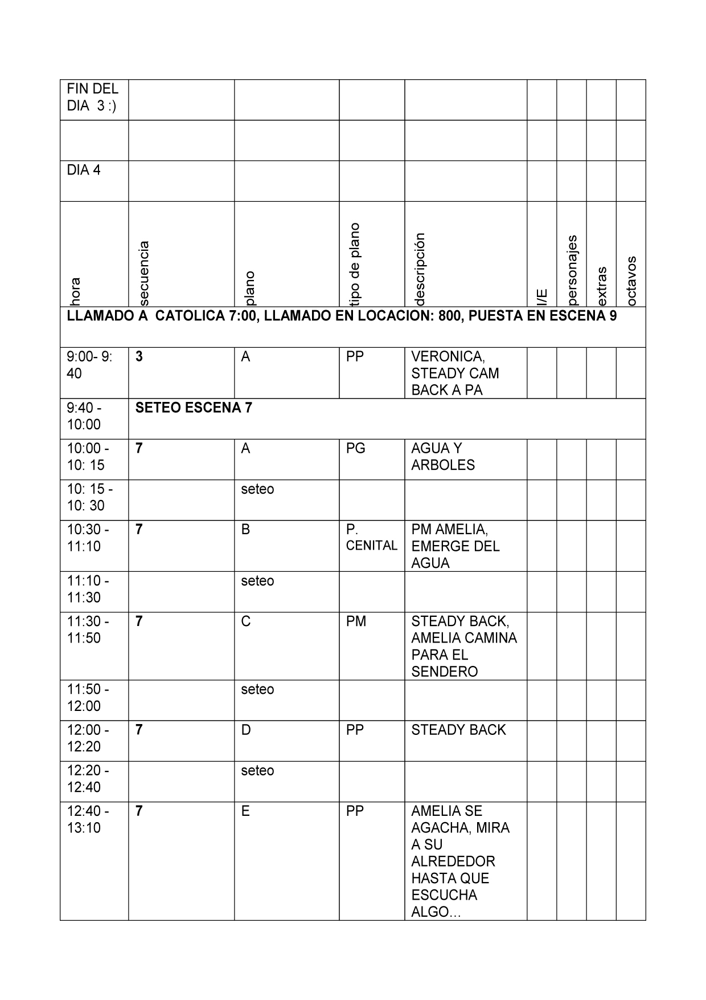 FIN DEL
DIA  3 :)
DIA 4
hora
secuencia
plano
tipo de plano
descripción
I/E
personajes
extras
octavos
LLAMADO A  CATOLICA 7:00, LLAMADO EN LOCACION: 800, PUESTA EN ESCENA 9
9:00- 9:
40
3
A
PP
VERONICA,
STEADY CAM
BACK A PA
9:40 -
10:00
SETEO ESCENA 7
10:00 -
10: 15
7
A
PG
AGUA Y
ARBOLES
10: 15 -
10: 30
seteo
10:30 -
11:10
7
B
P.
CENITAL
PM AMELIA,
EMERGE DEL
AGUA
11:10 -
11:30
seteo
11:30 -
11:50
7
C
PM
STEADY BACK,
AMELIA CAMINA
PARA EL
SENDERO
11:50 -
12:00
seteo
12:00 -
12:20
7
D
PP
STEADY BACK
12:20 -
12:40
seteo
12:40 -
13:10
7
E
PP
AMELIA SE
AGACHA, MIRA
A SU
ALREDEDOR
HASTA QUE
ESCUCHA
ALGO...